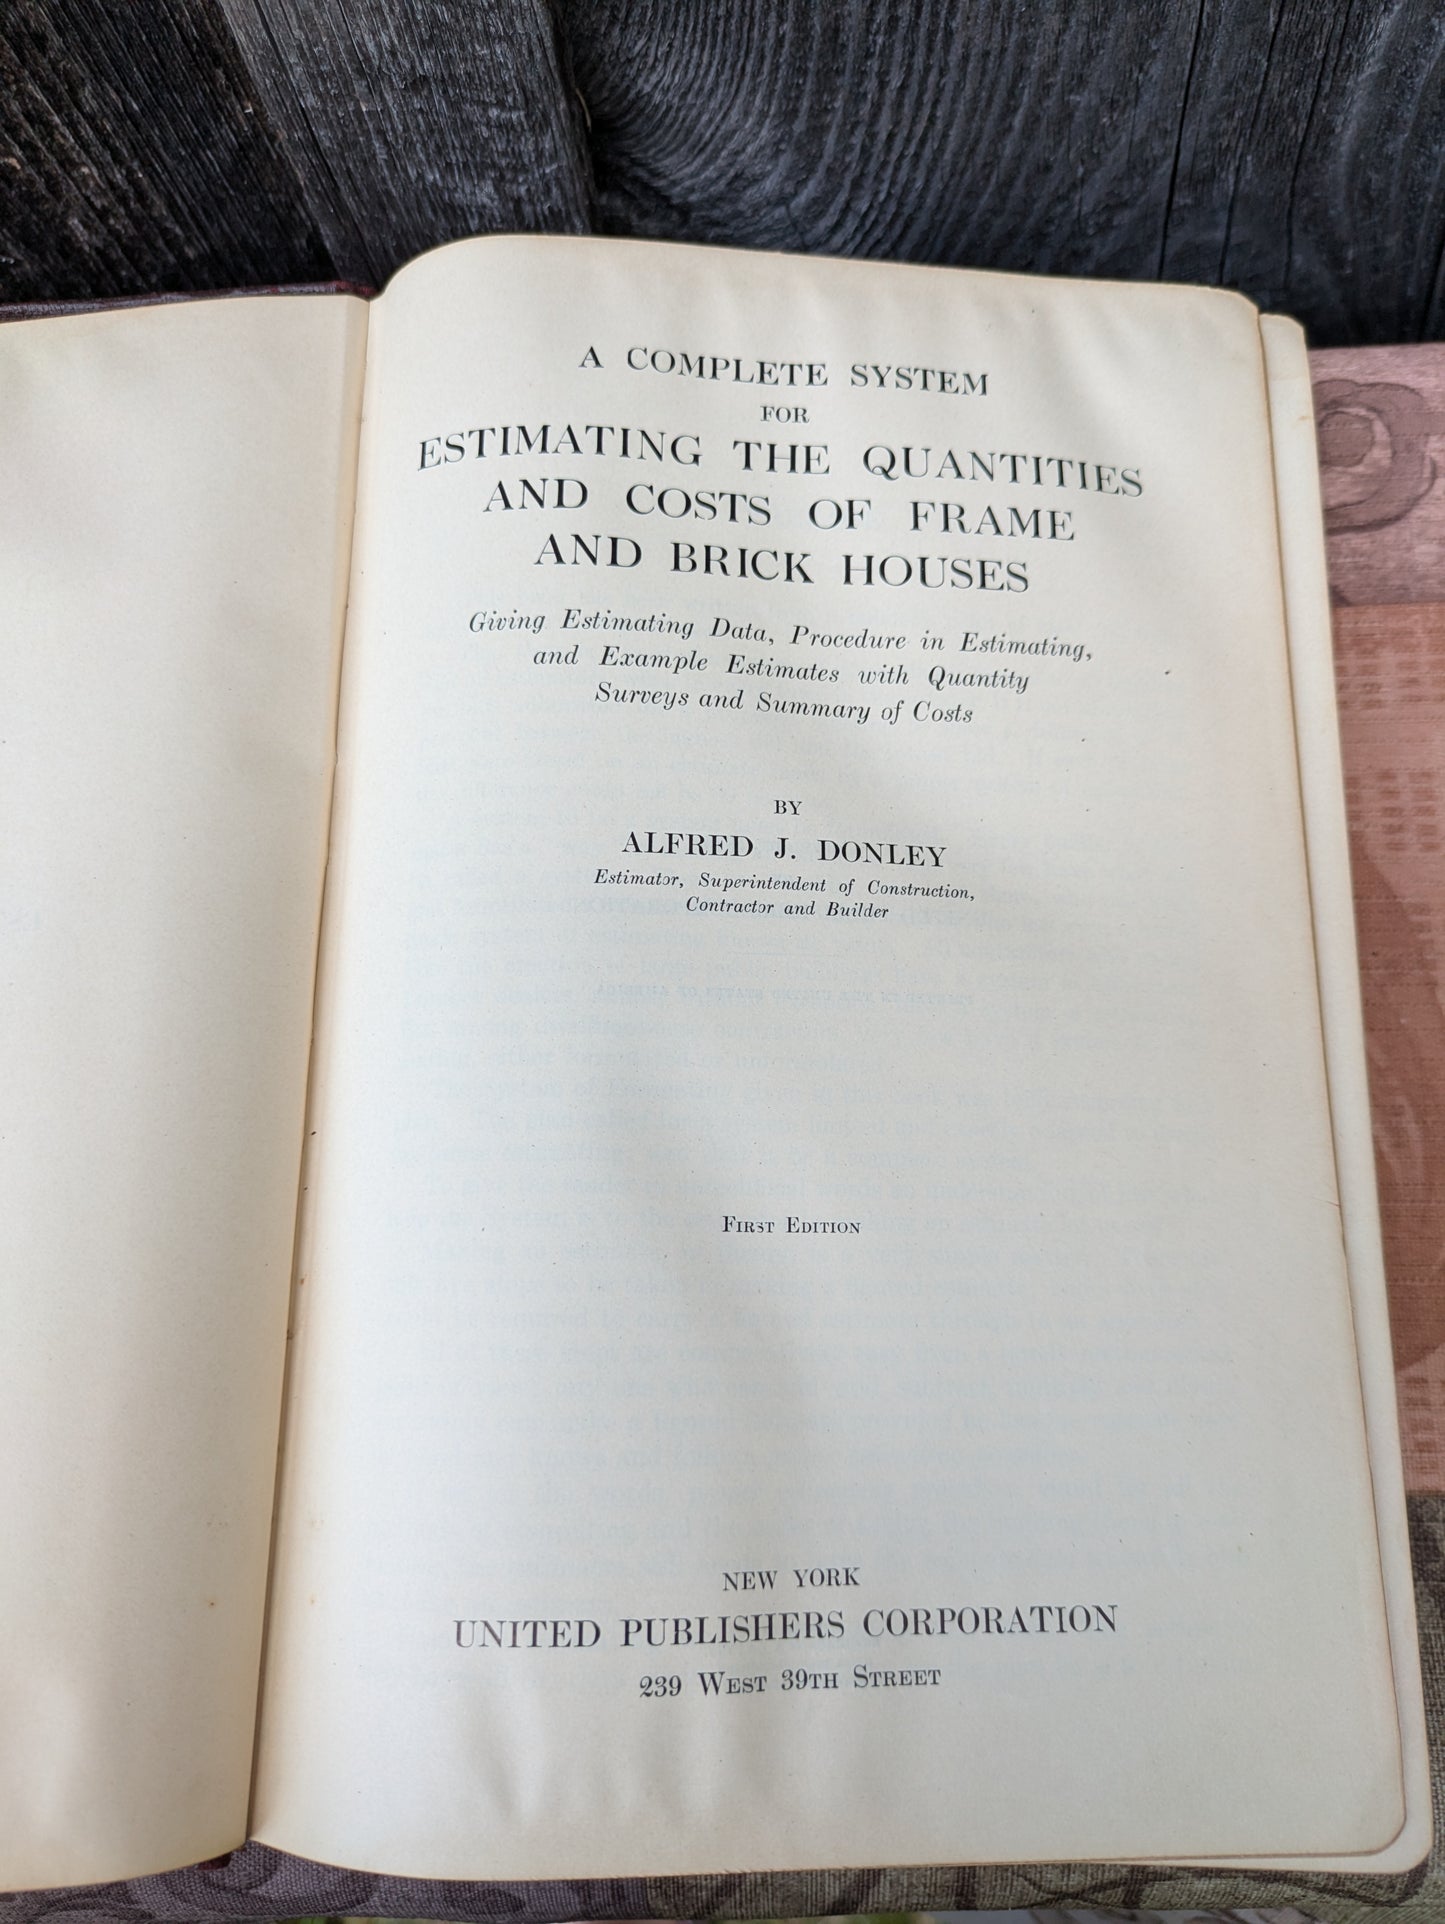 A COMPLETE SYSTEM
FOR
ESTIMATING THE QUANTITIES
AND COSTS OF FRAME
AND BRICK HOUSES
Giving Estimating Data, Procedure in Estimating,
and Example Estimates with Quantity
Surveys and Summary of Costs
BY
ALFRED J. DONLEY
Estimator, Superintendent of Construction,
Contractor and Builder
FIRST EDITION
NEW YORK
UNITED PUBLISHERS CORPORATION
239 WEST 39TH STREET